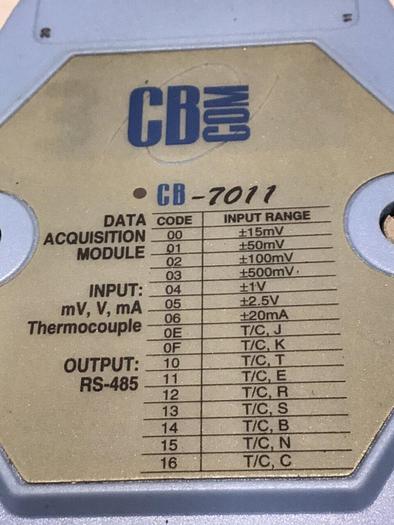 20
11
CB COM
CB-7011
DATA ACQUISITION MODULE
INPUT:
mV, V, mA
Thermocouple
OUTPUT:
RS-485
CODE INPUT RANGE
00 ±15mV
01 ±50mV
02 ±100mV
03 ±500mV
04 ±1V
05 ±2.5V
06 ±20mA
0E T/C, J
0F T/C, K
10 T/C, T
11 T/C, E
12 T/C, R
13 T/C, S
14 T/C, B
15 T/C, N
16 T/C, C